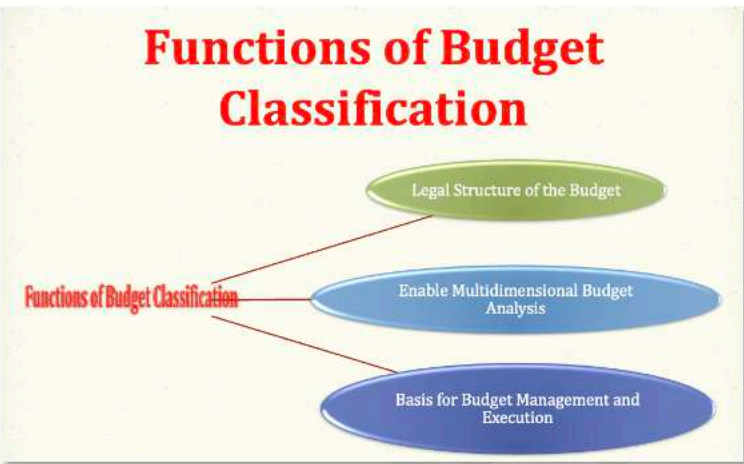 Functions of Budget
Classification
Legal Structure of the Budget
Functions of Budget Classification
Enable Multidimensional Budget
Analysis
Basis for Budget Management and
Execution